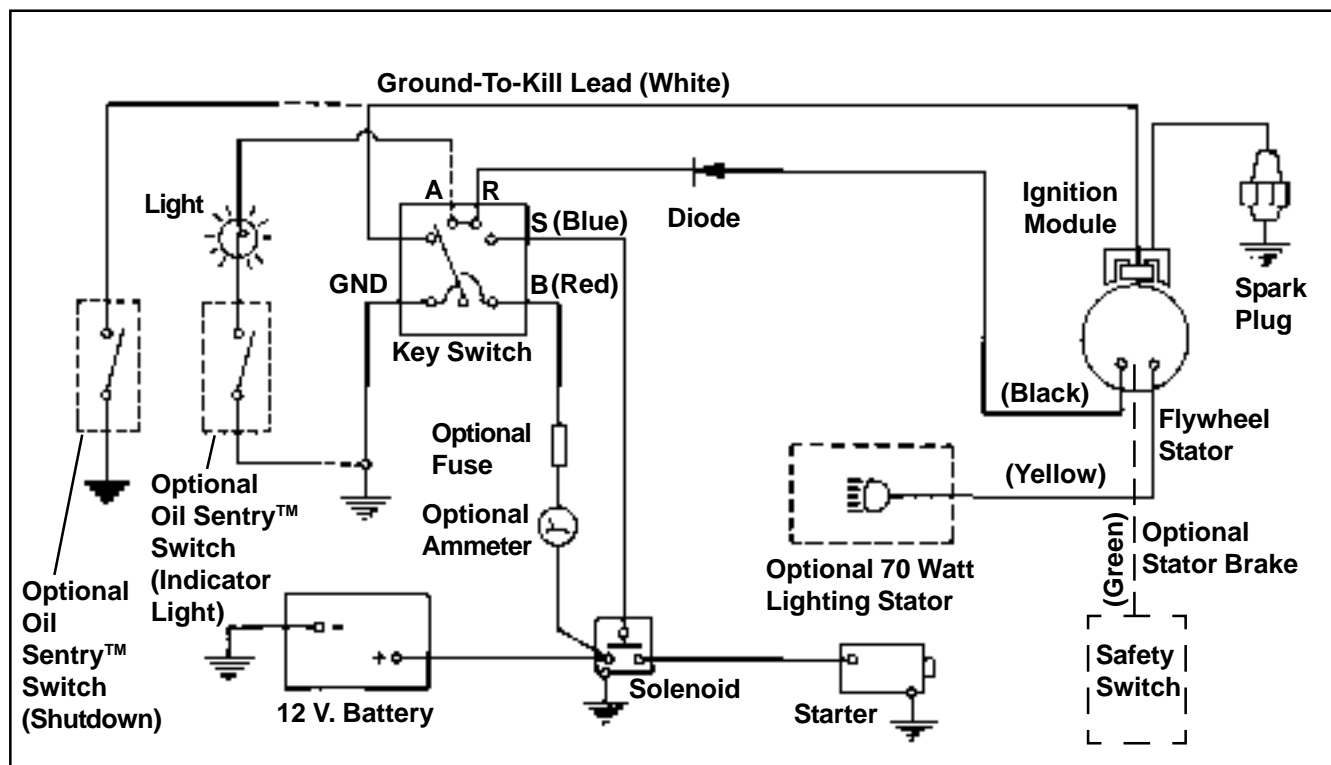 Ground-To-Kill Lead (White)
Light
A
R
S (Blue)
Diode
Ignition
Module
Spark
Plug
GND
B (Red)
Key Switch
(Black)
Flywheel
Stator
Optional
Fuse
(Yellow)
Optional
Oil Sentry™
Switch
(Indicator
Light)
Optional
Ammeter
Optional
Stator Brake
(Green)
Optional 70 Watt
Lighting Stator
Optional
Oil
Sentry™
Switch
(Shutdown)
-
+
12 V. Battery
Solenoid
Starter
Safety
Switch